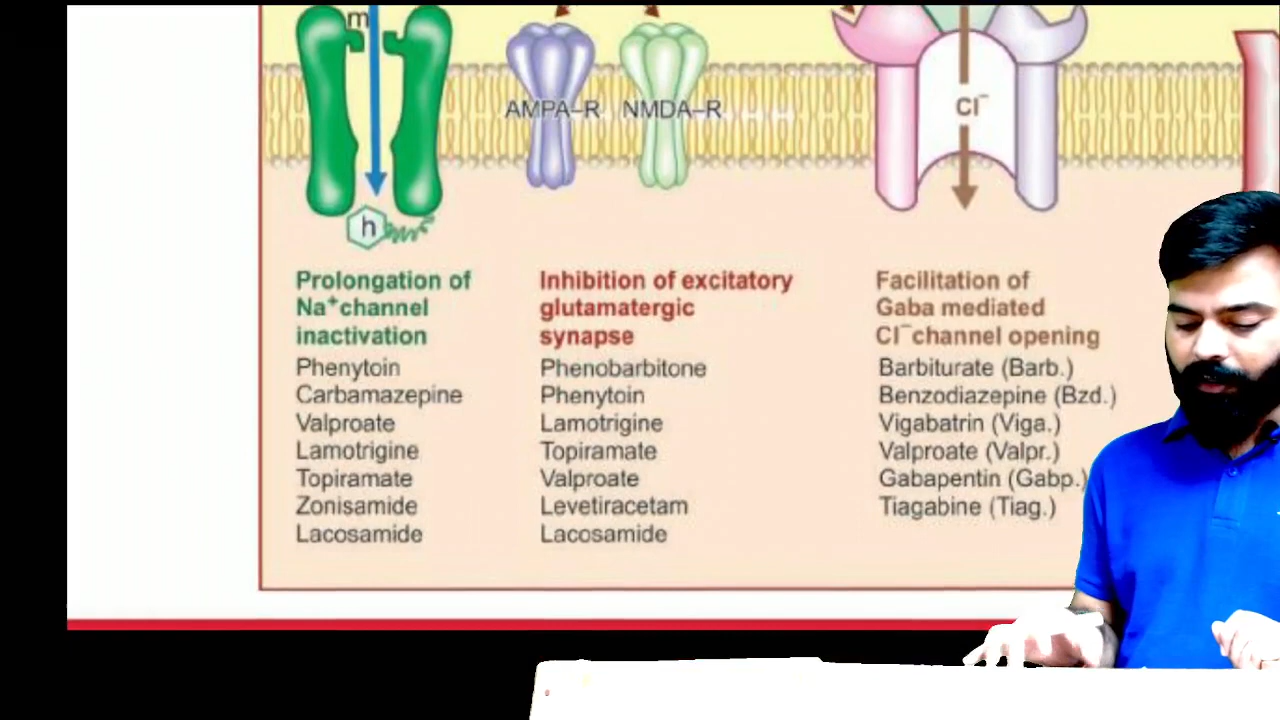 m
AMPA–R NMDA–R
Cl⁻
h
Prolongation of
Na⁺channel
inactivation
Phenytoin
Carbamazepine
Valproate
Lamotrigine
Topiramate
Zonisamide
Lacosamide
Inhibition of excitatory
glutamatergic
synapse
Phenobarbitone
Phenytoin
Lamotrigine
Topiramate
Valproate
Levetiracetam
Lacosamide
Facilitation of
Gaba mediated
Cl⁻channel opening
Barbiturate (Barb.)
Benzodiazepine (Bzd.)
Vigabatrin (Viga.)
Valproate (Valpr.)
Gabapentin (Gabp.)
Tiagabine (Tiag.)